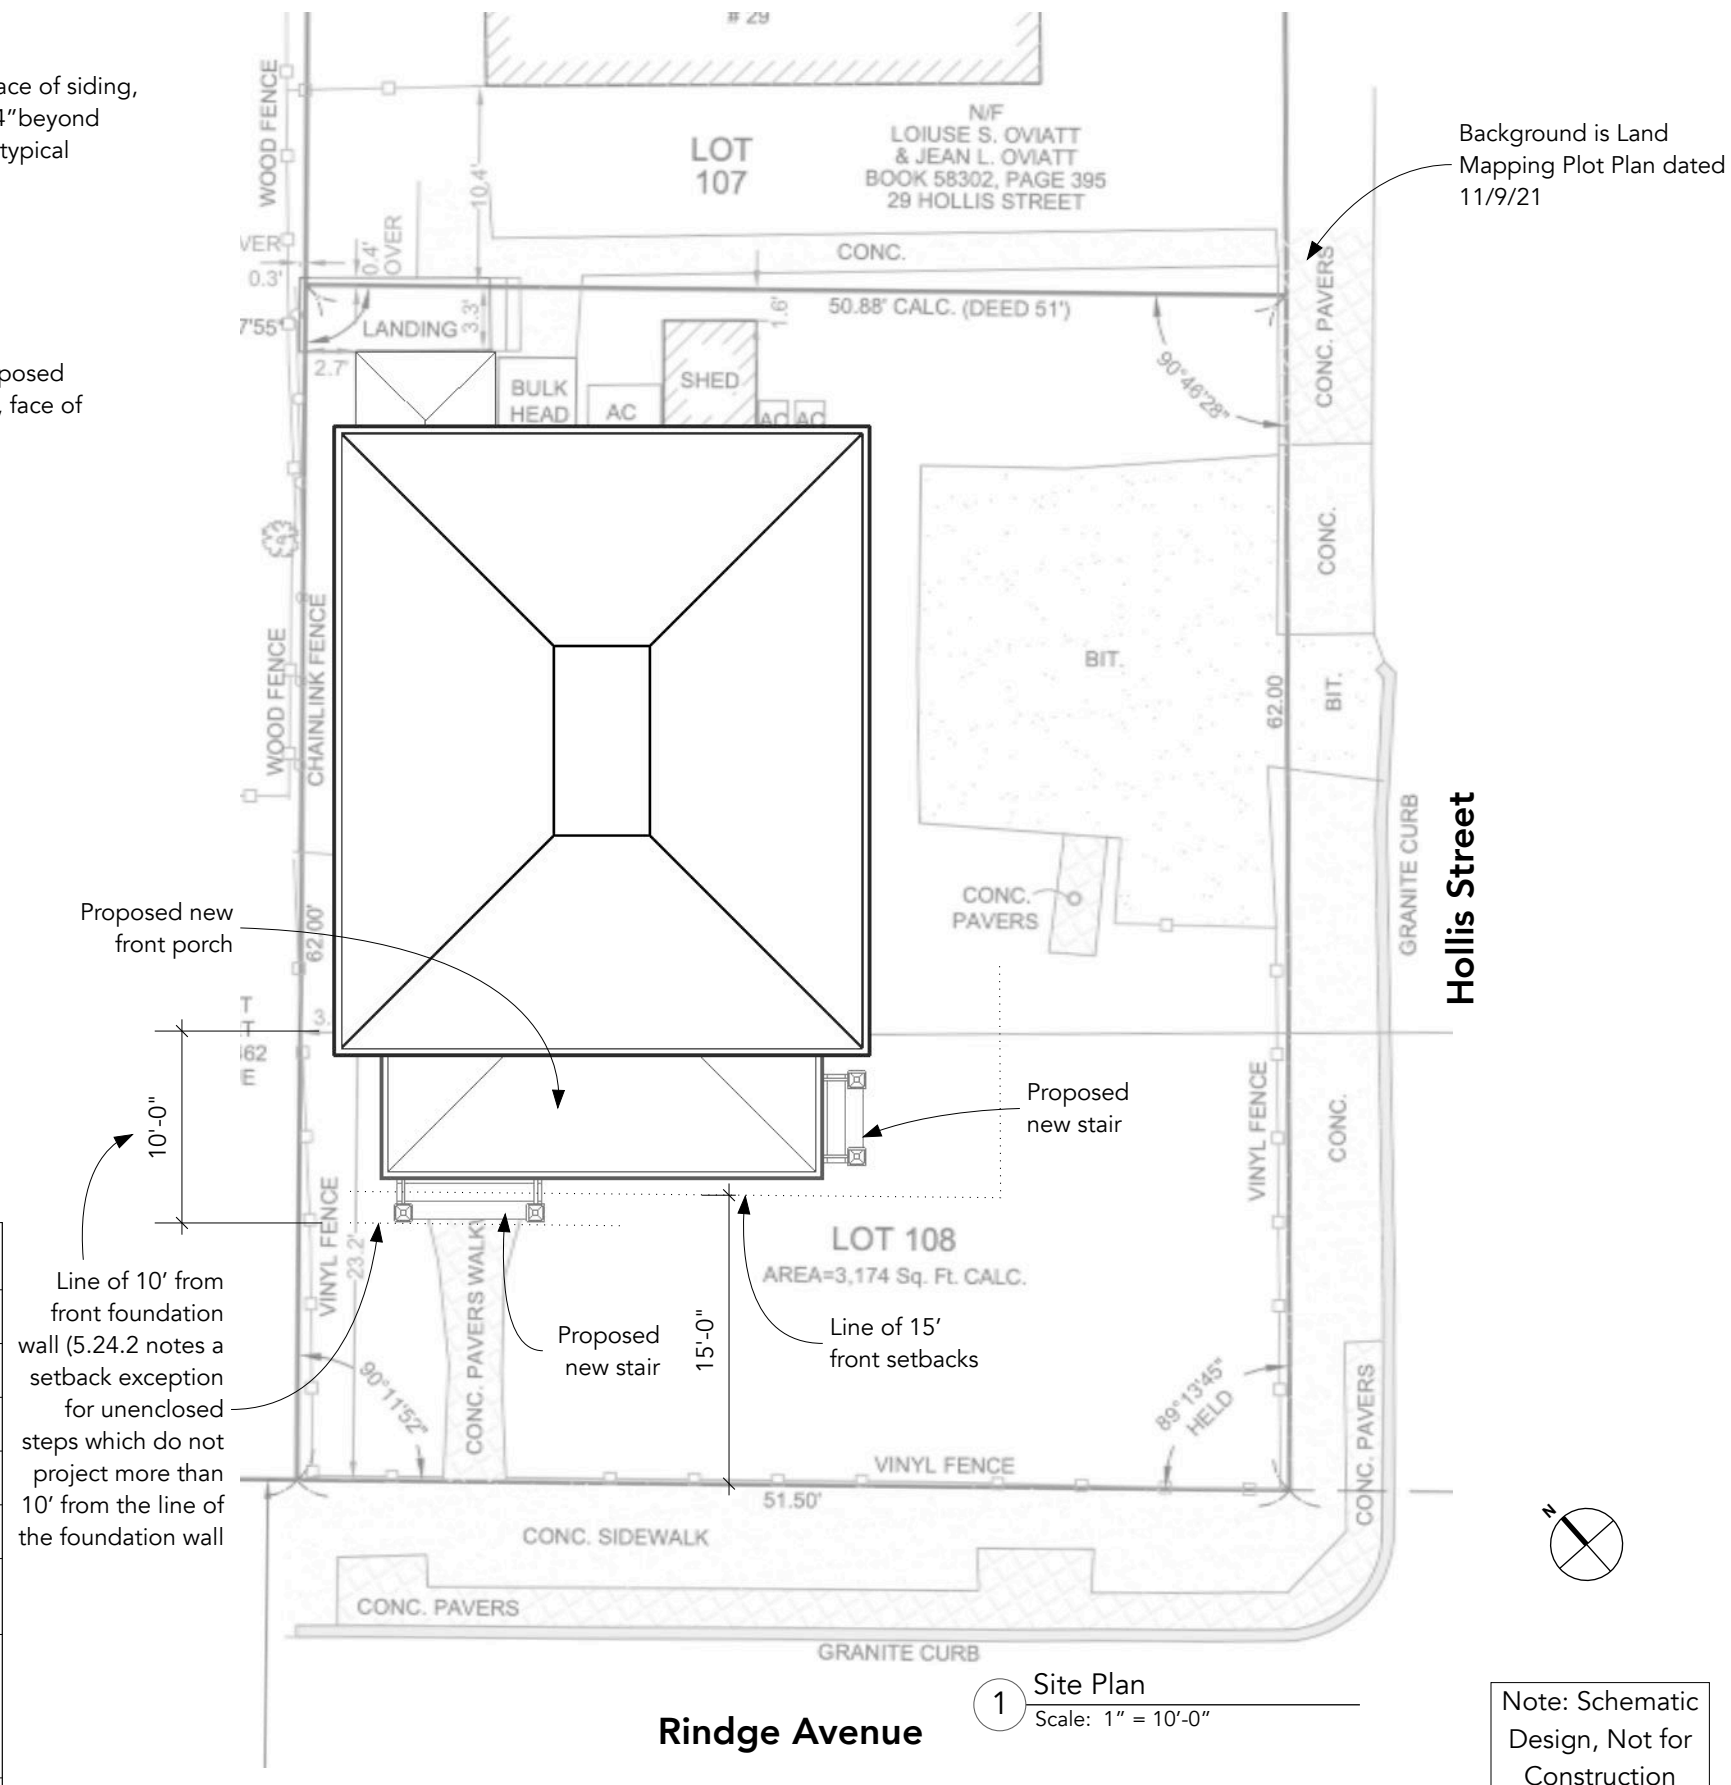 # 29
ace of siding,
4” beyond
typical
WOOD FENCE
10.4'
LOT
107
N/F
LOIUSE S. OVIATT
& JEAN L. OVIATT
BOOK 58302, PAGE 395
29 HOLLIS STREET
Background is Land
Mapping Plot Plan dated
11/9/21
VER
0.3'
0.4'
OVER
CONC.
CONC. PAVERS
7'55"
LANDING
3.3'
2.7'
50.88' CALC. (DEED 51')
1.6'
90°46'28"
posed
, face of
BULK
HEAD
AC
SHED
AC
AC
CONC.
WOOD FENCE
CHAINLINK FENCE
BIT.
62.00
BIT.
GRANITE CURB
Hollis Street
CONC.
PAVERS
Proposed new
front porch
62.00'
T
H
362
E
3.
10'-0"
Proposed
new stair
VINYL FENCE
CONC.
VINYL FENCE
23.2'
CONC. PAVERS WALK
LOT 108
AREA=3,174 Sq. Ft. CALC.
Line of 10’ from
front foundation
wall (5.24.2 notes a
setback exception
for unenclosed
steps which do not
project more than
10’ from the line of
the foundation wall
Proposed
new stair
15'-0"
Line of 15’
front setbacks
90°11'52"
89°13'45"
HELD
CONC. PAVERS
VINYL FENCE
51.50'
CONC. SIDEWALK
N
CONC. PAVERS
GRANITE CURB
1
Site Plan
Scale: 1” = 10’-0”
Rindge Avenue
Note: Schematic
Design, Not for
Construction